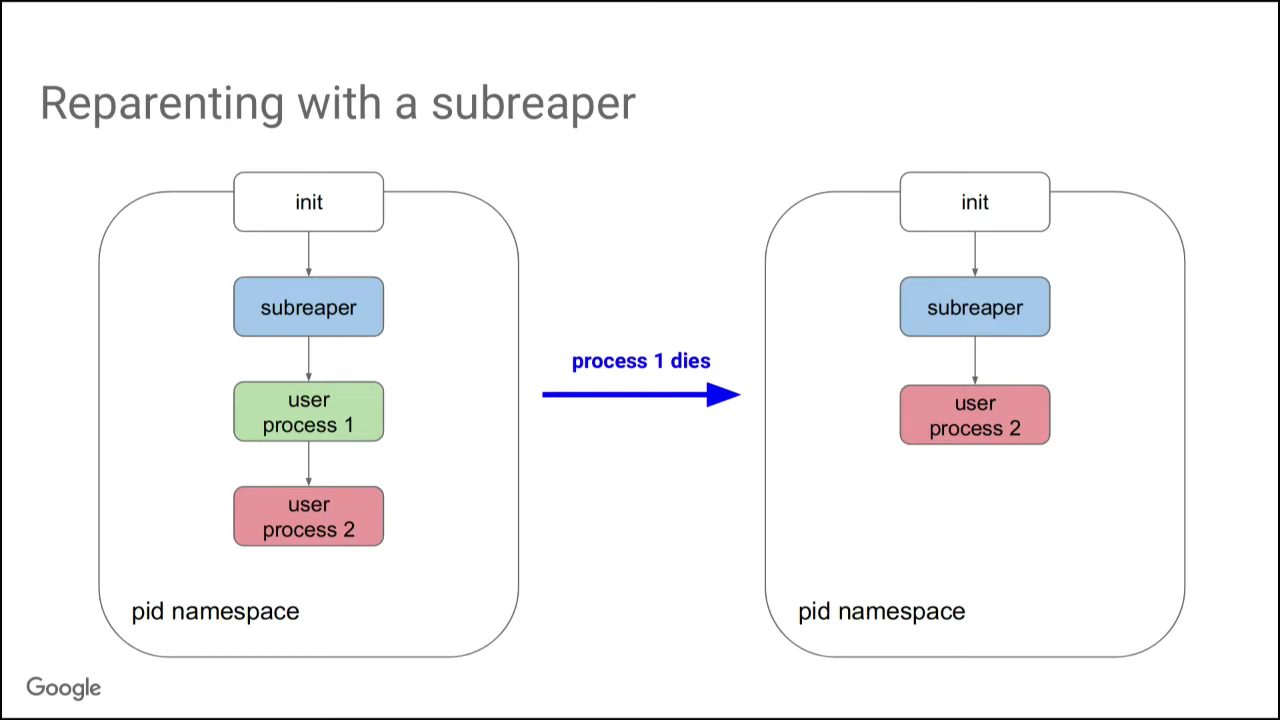 Reparenting with a subreaper
init
subreaper
user
process 1
user
process 2
pid namespace
process 1 dies
init
subreaper
user
process 2
pid namespace
Google